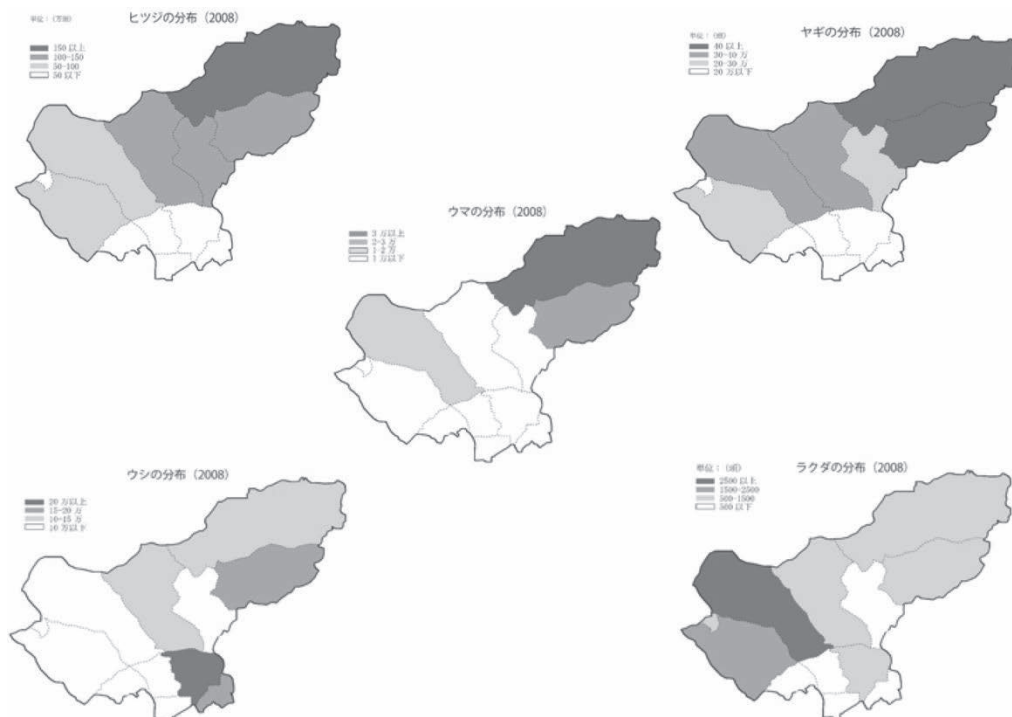 ヒツジの分布（2008）
単位：(万頭)
150 以上
100-150
50-100
50 以下
ヤギの分布（2008）
単位：(頭)
40 以上
30-40 万
20-30 万
20 万以下
ウマの分布（2008）
3 万以上
2-3 万
1-2 万
1 万以下
ウシの分布（2008）
20 万以上
15-20 万
10-15 万
10 万以下
ラクダの分布（2008）
単位：(頭)
2500 以上
1500-2500
500-1500
500 以下